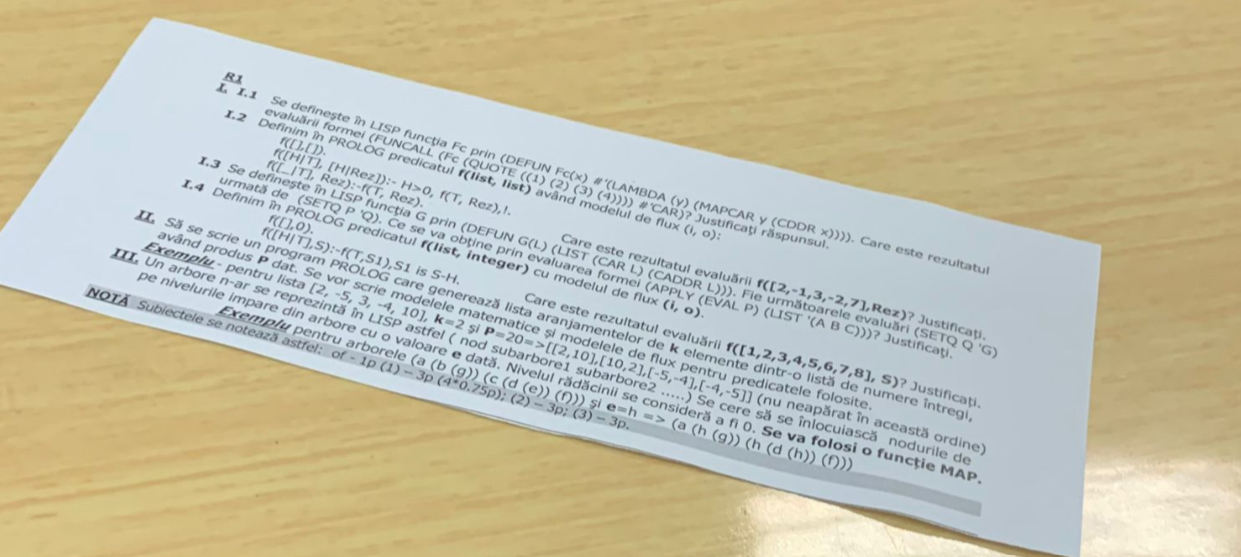 R1
I. I.1 Se definește în LISP funcția Fc prin (DEFUN Fc(x) #'(LAMBDA (y) (MAPCAR y (CDDR x)))). Care este rezultatul
evaluării formei (FUNCALL (Fc (QUOTE ((1) (2) (3) (4)))) #'CAR)? Justificați răspunsul.
I.2 Definim în PROLOG predicatul f(list, list) având modelul de flux (i, o):
f([],[]).
f([H|T], [H|Rez]):- H>0, f(T, Rez),!.
f([_|T], Rez):-f(T, Rez).
Care este rezultatul evaluării f([2,-1,3,-2,7],Rez)? Justificați.
I.3 Se definește în LISP funcția G prin (DEFUN G(L) (LIST (CAR L) (CADDR L))). Fie următoarele evaluări (SETQ Q 'G)
urmată de (SETQ P 'Q). Ce se va obține prin evaluarea formei (APPLY (EVAL P) (LIST '(A B C)))? Justificați.
I.4 Definim în PROLOG predicatul f(list, integer) cu modelul de flux (i, o).
f([],0).
f([H|T],S):-f(T,S1),S1 is S-H.
Care este rezultatul evaluării f([1,2,3,4,5,6,7,8], S)? Justificați.
II. Să se scrie un program PROLOG care generează lista aranjamentelor de k elemente dintr-o listă de numere întregi,
având produs P dat. Se vor scrie modelele matematice și modelele de flux pentru predicatele folosite.
Exemplu- pentru lista [2, -5, 3, -4, 10], k=2 și P=20=>[[2,10],[10,2],[-5,-4],[-4,-5]] (nu neapărat în această ordine)
III. Un arbore n-ar se reprezintă în LISP astfel ( nod subarbore1 subarbore2 .....) Se cere să se înlocuiască nodurile de
pe nivelurile impare din arbore cu o valoare e dată. Nivelul rădăcinii se consideră a fi 0. Se va folosi o funcție MAP.
Exemplu pentru arborele (a (b (g)) (c (d (e)) (f))) și e=h => (a (h (g)) (h (d (h)) (f)))
NOTĂ Subiectele se notează astfel: of - 1p (1) – 3p (4*0,75p); (2) – 3p; (3) – 3p.